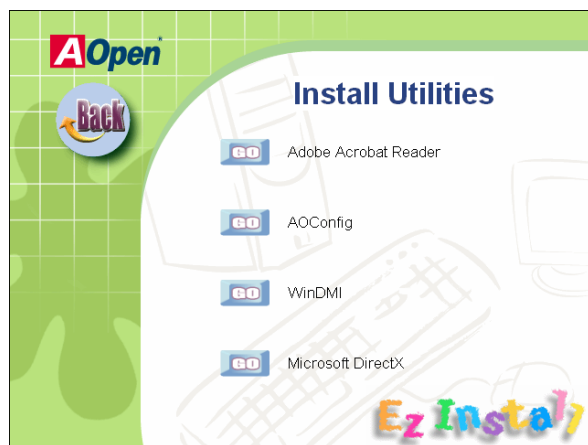 AOpen
Back
Install Utilities
GO Adobe Acrobat Reader
GO AOConfig
GO WinDMI
GO Microsoft DirectX
Ez Install